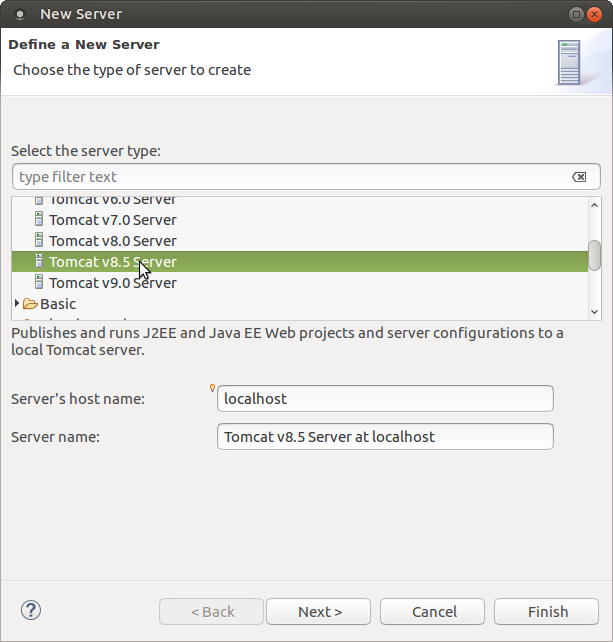 New Server
Define a New Server
Choose the type of server to create
Select the server type:
type filter text
Tomcat v6.0 Server
Tomcat v7.0 Server
Tomcat v8.0 Server
Tomcat v8.5 Server
Tomcat v9.0 Server
Basic
Publishes and runs J2EE and Java EE Web projects and server configurations to a
local Tomcat server.
Server's host name:
localhost
Server name:
Tomcat v8.5 Server at localhost
?
< Back
Next >
Cancel
Finish